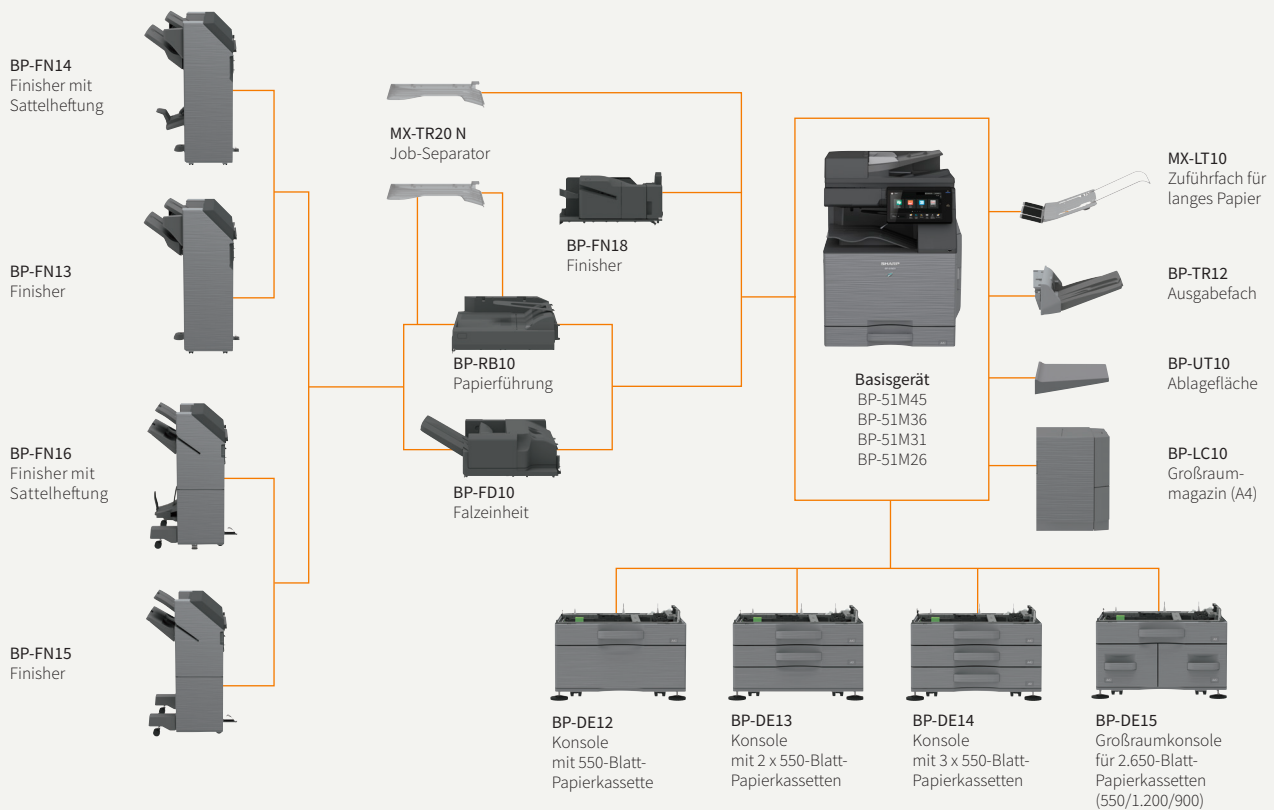 BP-FN14
Finisher mit
Sattelheftung
BP-FN13
Finisher
BP-FN16
Finisher mit
Sattelheftung
BP-FN15
Finisher
MX-TR20 N
Job-Separator
BP-FN18
Finisher
BP-RB10
Papierführung
BP-FD10
Falzeinheit
SHARP
Basisgerät
BP-51M45
BP-51M36
BP-51M31
BP-51M26
MX-LT10
Zuführfach für
langes Papier
BP-TR12
Ausgabefach
BP-UT10
Ablagefläche
BP-LC10
Großraum-
magazin (A4)
BP-DE12
Konsole
mit 550-Blatt-
Papierkassette
BP-DE13
Konsole
mit 2 x 550-Blatt-
Papierkassetten
BP-DE14
Konsole
mit 3 x 550-Blatt-
Papierkassetten
BP-DE15
Großraumkonsole
für 2.650-Blatt-
Papierkassetten
(550/1.200/900)